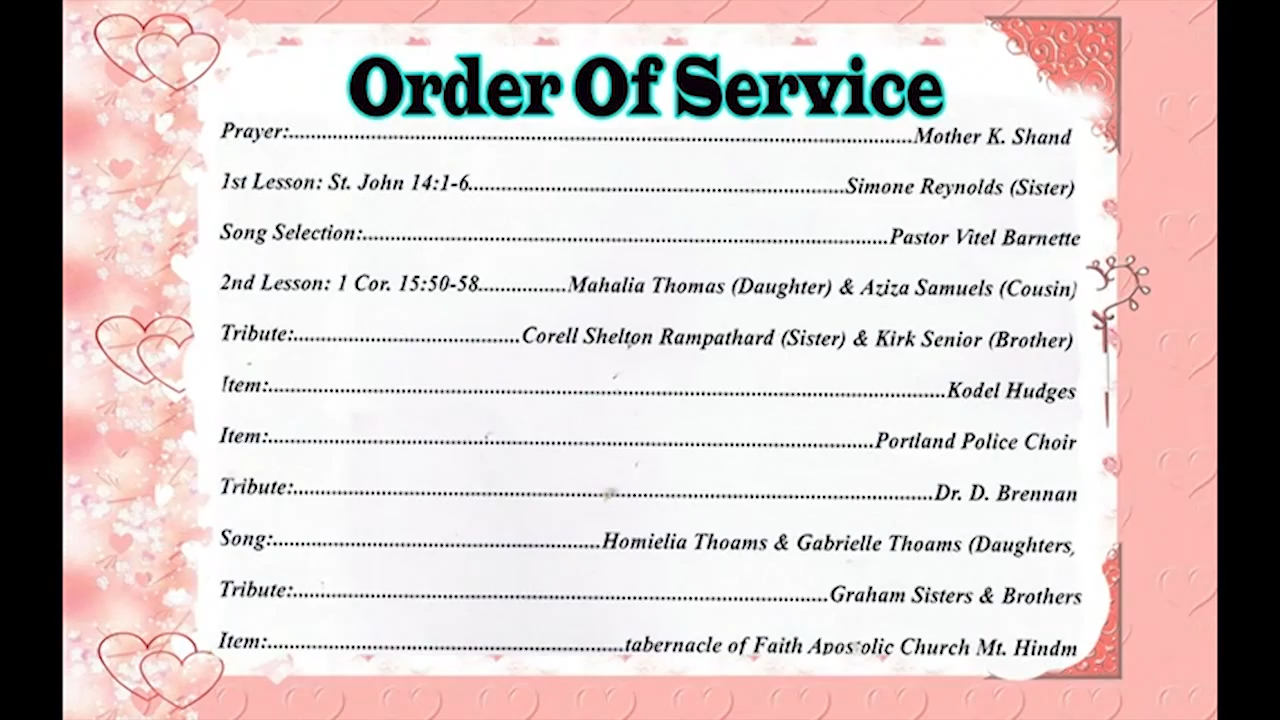 Order Of Service
Prayer:..........Mother K. Shand
1st Lesson: St. John 14:1-6..........Simone Reynolds (Sister)
Song Selection:..........Pastor Vitel Barnette
2nd Lesson: 1 Cor. 15:50-58..........Mahalia Thomas (Daughter) & Aziza Samuels (Cousin)
Tribute:..........Corell Shelton Rampathard (Sister) & Kirk Senior (Brother)
Item:..........Kodel Hudges
Item:..........Portland Police Choir
Tribute:..........Dr. D. Brennan
Song:..........Homielia Thoams & Gabrielle Thoams (Daughters,
Tribute:..........Graham Sisters & Brothers
Item:..........tabernacle of Faith Apostolic Church Mt. Hindm